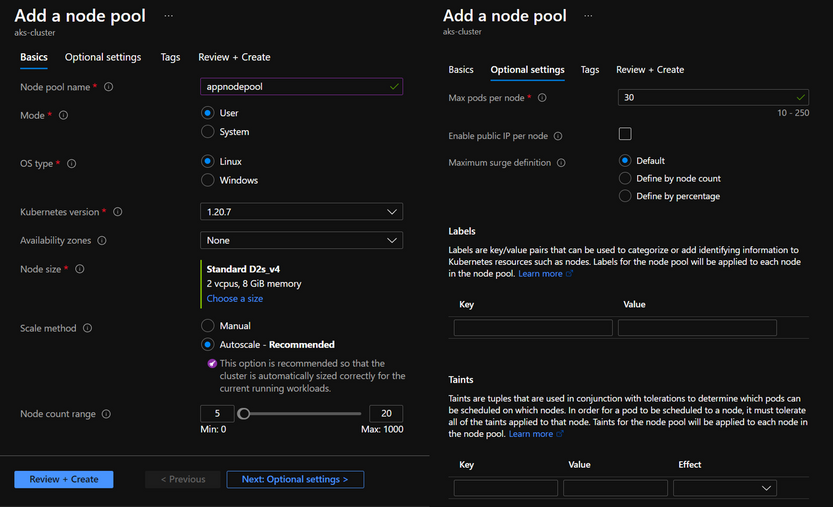 Add a node pool ...
aks-cluster
Basics Optional settings Tags Review + Create
Node pool name *
appnodepool
Mode *
User
System
OS type *
Linux
Windows
Kubernetes version *
1.20.7
Availability zones
None
Node size *
Standard D2s_v4
2 vcpus, 8 GiB memory
Choose a size
Scale method
Manual
Autoscale - Recommended
This option is recommended so that the
cluster is automatically sized correctly for the
current running workloads.
Node count range
5 20
Min: 0 Max: 1000
Review + Create < Previous Next: Optional settings >
Add a node pool ...
aks-cluster
Basics Optional settings Tags Review + Create
Max pods per node *
30
10 - 250
Enable public IP per node
Maximum surge definition
Default
Define by node count
Define by percentage
Labels
Labels are key/value pairs that can be used to categorize or add identifying information to
Kubernetes resources such as nodes. Labels for the node pool will be applied to each node
in the node pool. Learn more
Key Value
Taints
Taints are tuples that are used in conjunction with tolerations to determine which pods can
be scheduled on which nodes. In order for a pod to be scheduled to a node, it must tolerate
all of the taints applied to that node. Taints for the node pool will be applied to each node in
the node pool. Learn more
Key Value Effect